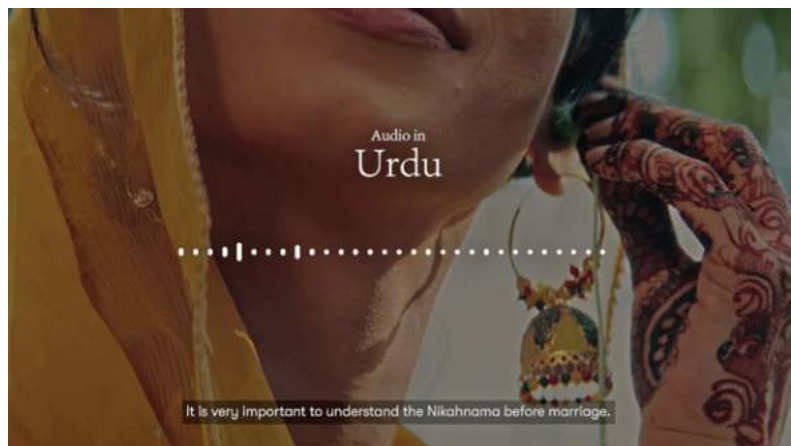 Audio in
Urdu
It is very important to understand the Nikahnama before marriage.